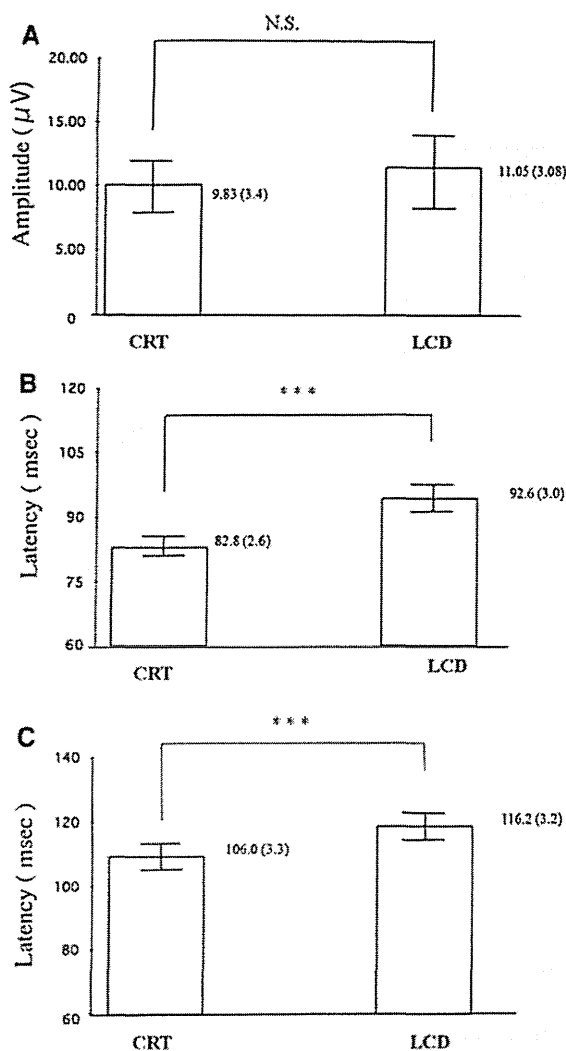 A
N.S.
20.00
15.00
10.00
5.00
0
Amplitude ( μV)
9.83 (3.4)
11.05 (3.08)
CRT
LCD
B
* * *
120
105
90
75
60
Latency ( msec)
82.8 (2.6)
92.6 (3.0)
CRT
LCD
C
* * *
140
120
100
80
60
Latency ( msec)
106.0 (3.3)
116.2 (3.2)
CRT
LCD